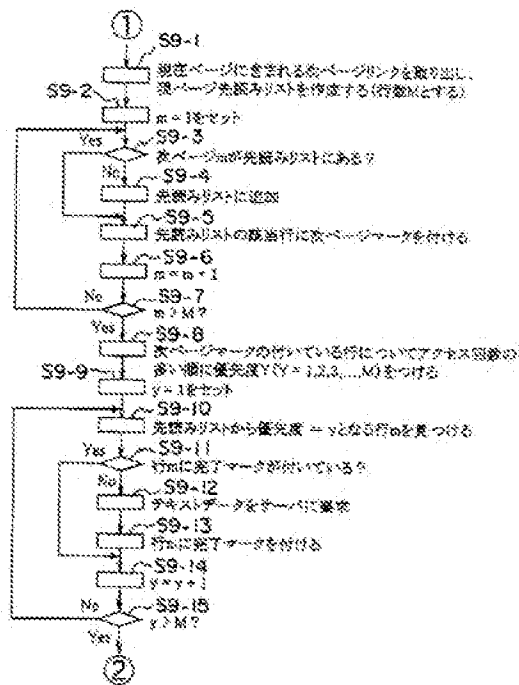 ①
S9-1
現在ページに含まれる次ページリンクを取り出し、
次ページ先読みリストを作成する(行数Mとする)
S9-2
m=1をセット
Yes
S9-3
次ページmが先読みリストにある?
No
S9-4
先読みリストに追加
S9-5
先読みリストの該当行に次ページマークを付ける
S9-6
m=m+1
No
S9-7
m>M?
Yes
S9-8
次ページマークの付いている行についてアクセス回数の
多い順に優先度Y(Y=1,2,3,...,M)をつける
S9-9
y=1をセット
S9-10
先読みリストから優先度=yとなる行mを見つける
Yes
S9-11
行mに完了マークが付いている?
No
S9-12
テキストデータをサーバに要求
S9-13
行mに完了マークを付ける
S9-14
y=y+1
No
S9-15
y>M?
Yes
②